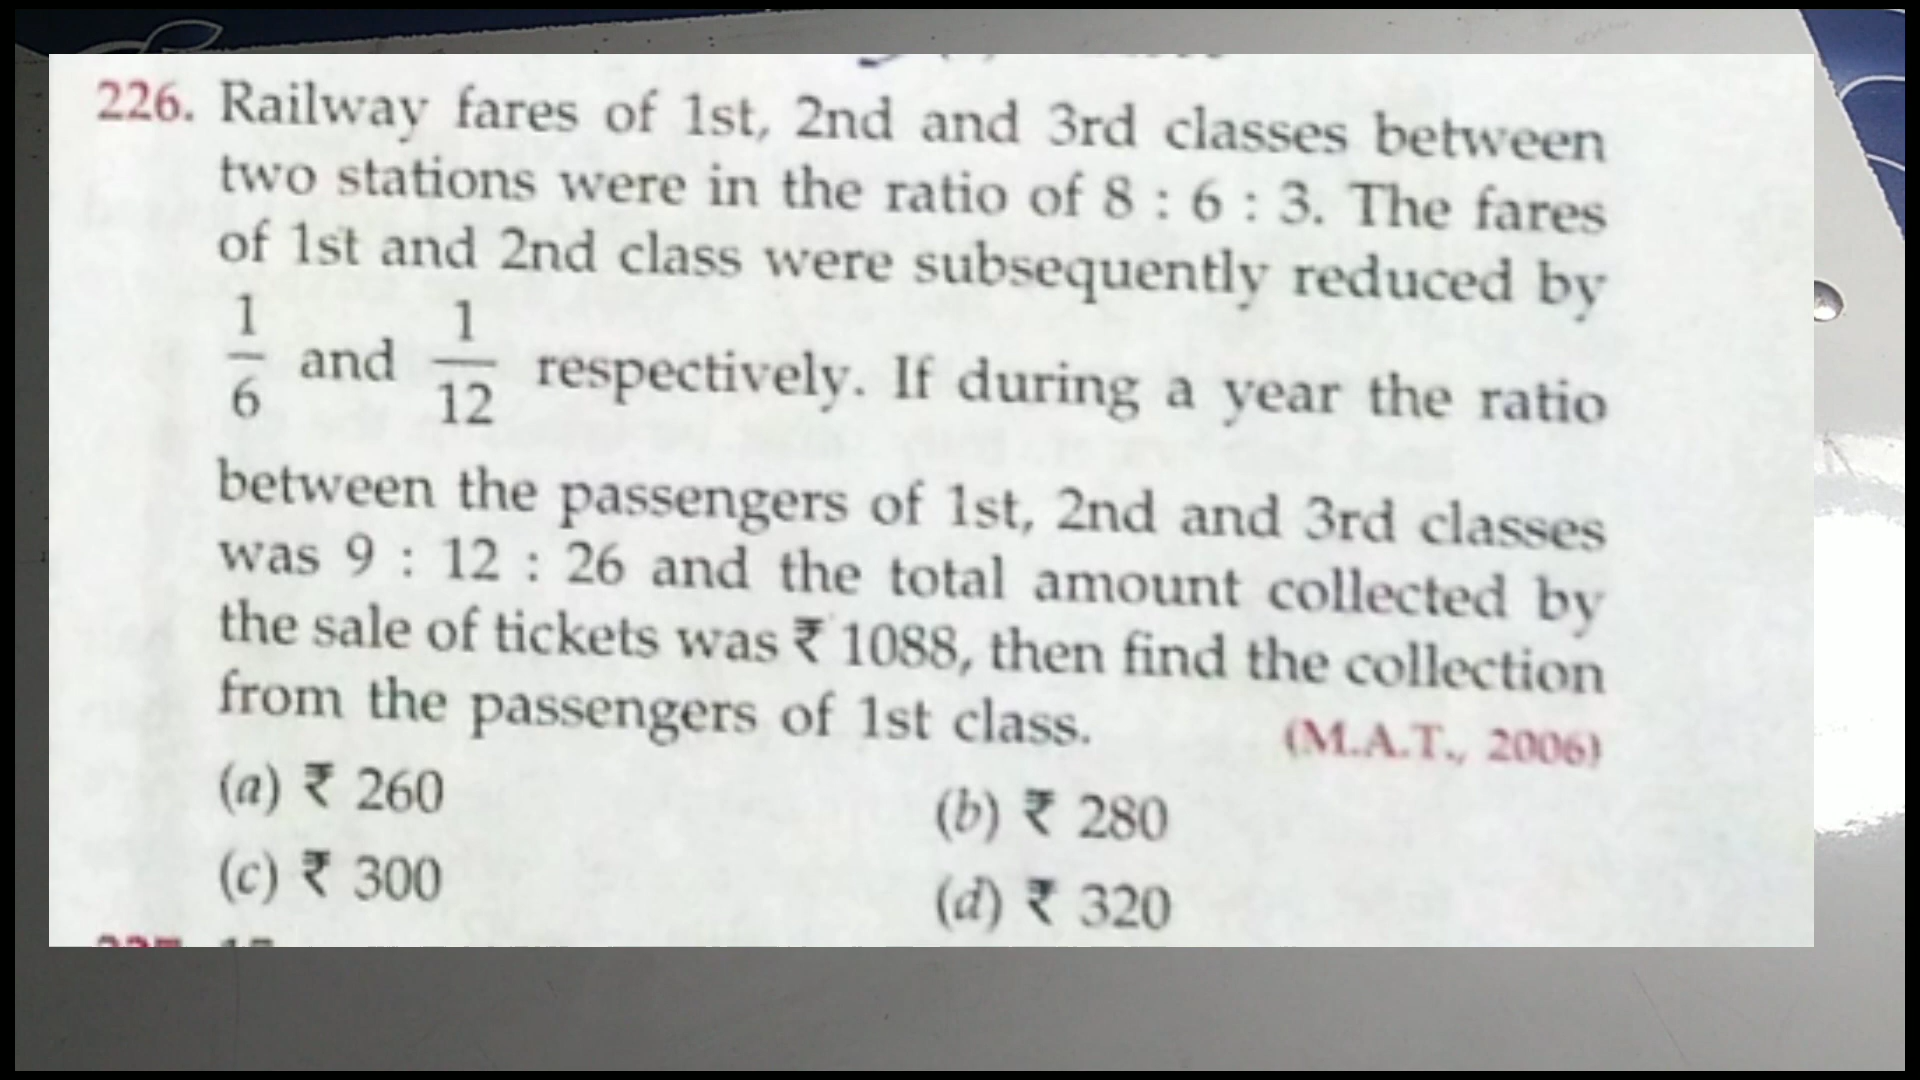 226. Railway fares of 1st, 2nd and 3rd classes between
two stations were in the ratio of 8 : 6 : 3. The fares
of 1st and 2nd class were subsequently reduced by
1/6 and 1/12 respectively. If during a year the ratio
between the passengers of 1st, 2nd and 3rd classes
was 9 : 12 : 26 and the total amount collected by
the sale of tickets was ₹ 1088, then find the collection
from the passengers of 1st class. (M.A.T., 2006)
(a) ₹ 260 (b) ₹ 280
(c) ₹ 300 (d) ₹ 320